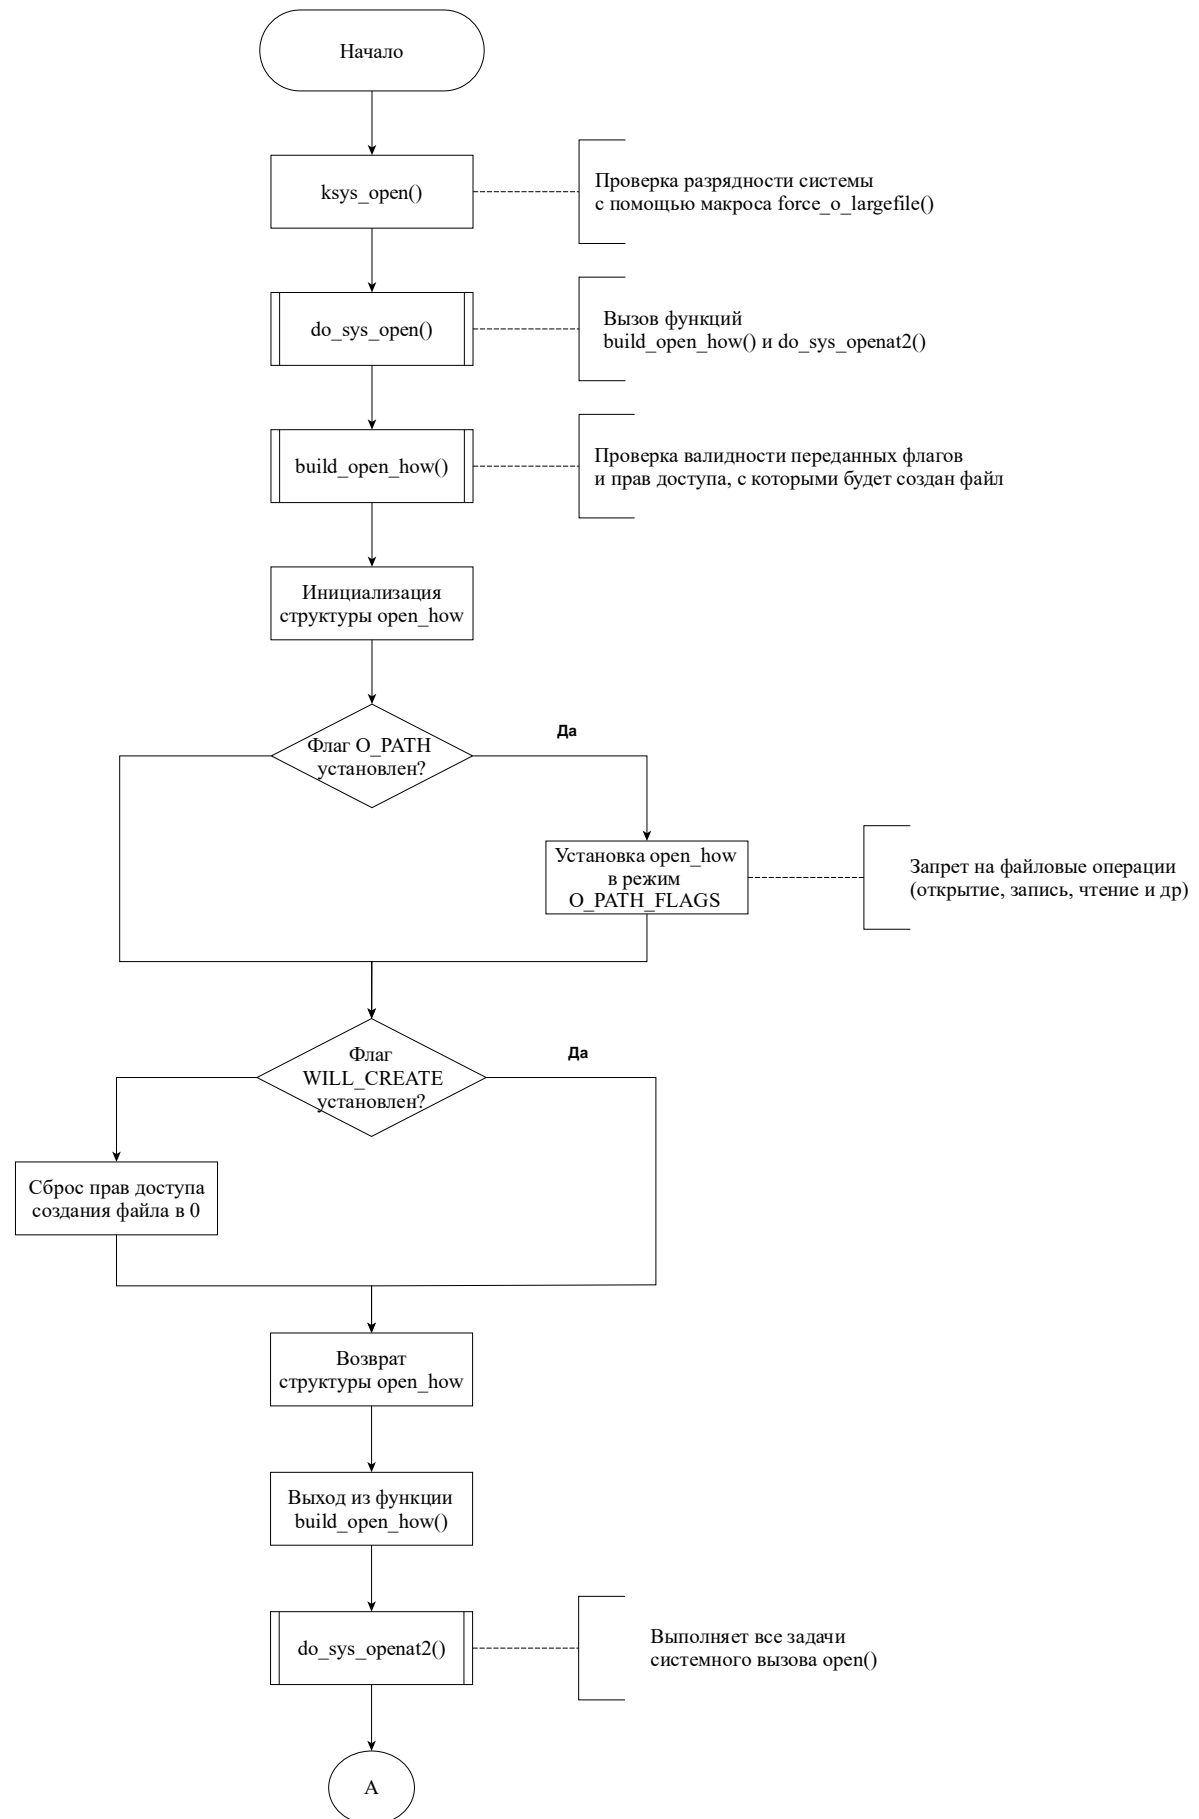 Начало
ksys_open()
Проверка разрядности системы
с помощью макроса force_o_largefile()
do_sys_open()
Вызов функций
build_open_how() и do_sys_openat2()
build_open_how()
Проверка валидности переданных флагов
и прав доступа, с которыми будет создан файл
Инициализация
структуры open_how
Флаг O_PATH
установлен?
Да
Установка open_how
в режим
O_PATH_FLAGS
Запрет на файловые операции
(открытие, запись, чтение и др)
Флаг
WILL_CREATE
установлен?
Да
Сброс прав доступа
создания файла в 0
Возврат
структуры open_how
Выход из функции
build_open_how()
do_sys_openat2()
Выполняет все задачи
системного вызова open()
A